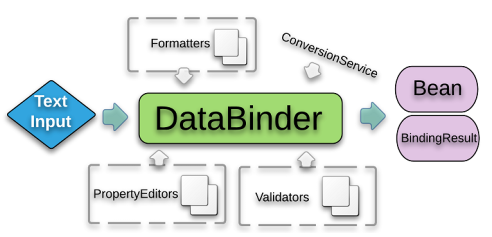 Formatters
ConversionService
Text
Input
DataBinder
Bean
BindingResult
PropertyEditors
Validators